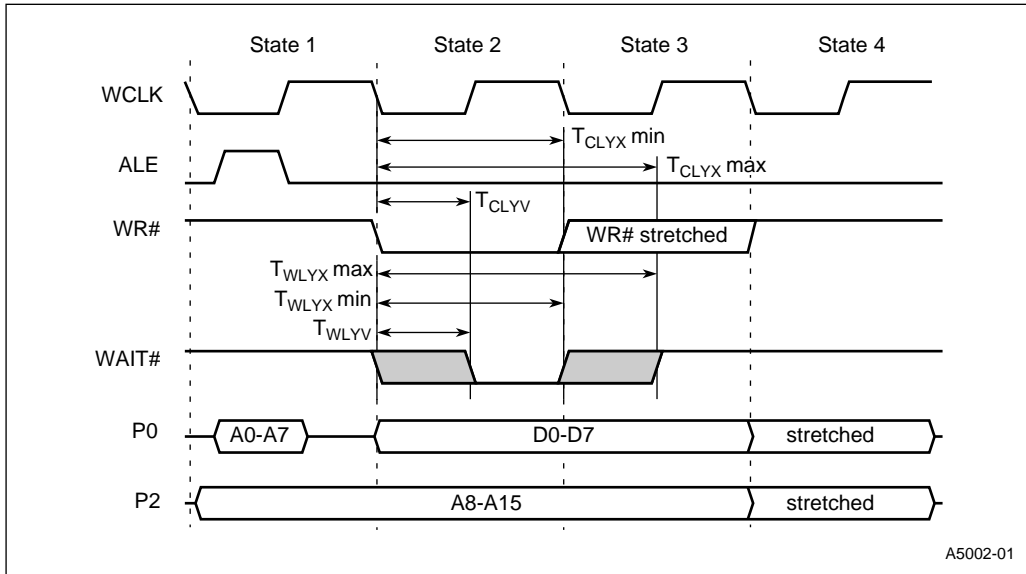 State 1 State 2 State 3 State 4
WCLK
T_CLYX min
ALE
T_CLYX max
T_CLYV
WR#
WR# stretched
T_WLYX max
T_WLYX min
T_WLYV
WAIT#
P0 A0-A7 D0-D7 stretched
P2 A8-A15 stretched
A5002-01